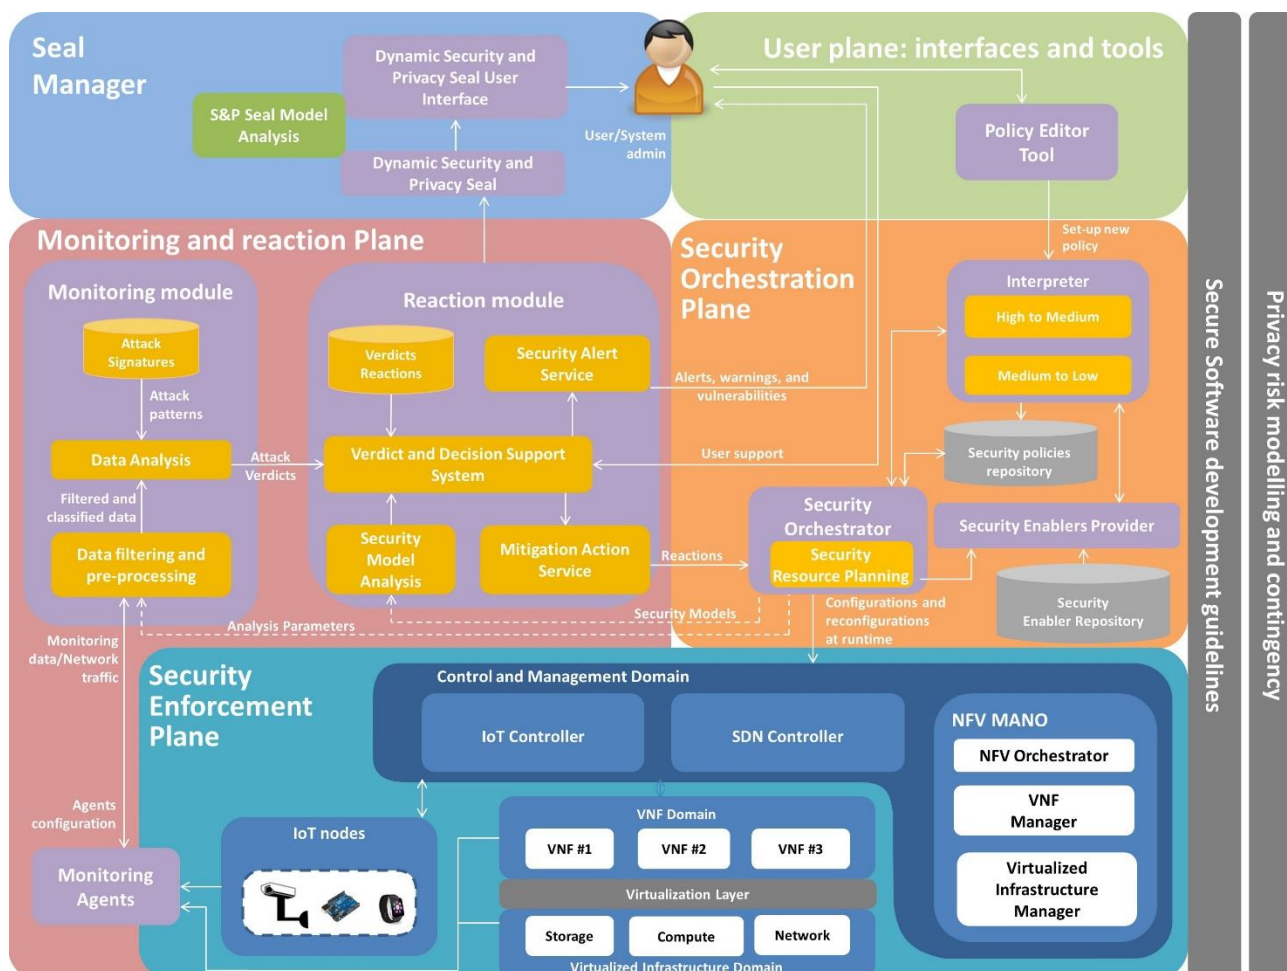 Seal
Manager
Dynamic Security and
Privacy Seal User
Interface
S&P Seal Model
Analysis
Dynamic Security and
Privacy Seal
User/System
admin
User plane: interfaces and tools
Policy Editor
Tool
Set-up new
policy
Monitoring and reaction Plane
Monitoring module
Attack
Signatures
Attack
patterns
Data Analysis
Filtered and
classified data
Data filtering and
pre-processing
Attack
Verdicts
Reaction module
Verdicts
Reactions
Security Alert
Service
Verdict and Decision Support
System
Security
Model
Analysis
Mitigation Action
Service
Alerts, warnings, and
vulnerabilities
User support
Reactions
Security Models
Analysis Parameters
Monitoring
data/Network
traffic
Agents
configuration
Monitoring
Agents
Security
Orchestration
Plane
Interpreter
High to Medium
Medium to Low
Security policies
repository
Security
Orchestrator
Security
Resource Planning
Security Enablers Provider
Security
Enabler Repository
Configurations and
reconfigurations
at runtime
Security
Enforcement
Plane
Control and Management Domain
IoT Controller
SDN Controller
NFV MANO
NFV Orchestrator
VNF
Manager
Virtualized
Infrastructure
Manager
IoT nodes
VNF Domain
VNF #1
VNF #2
VNF #3
Virtualization Layer
Storage
Compute
Network
Virtualized Infrastructure Domain
Secure Software development guidelines
Privacy risk modelling and contingency